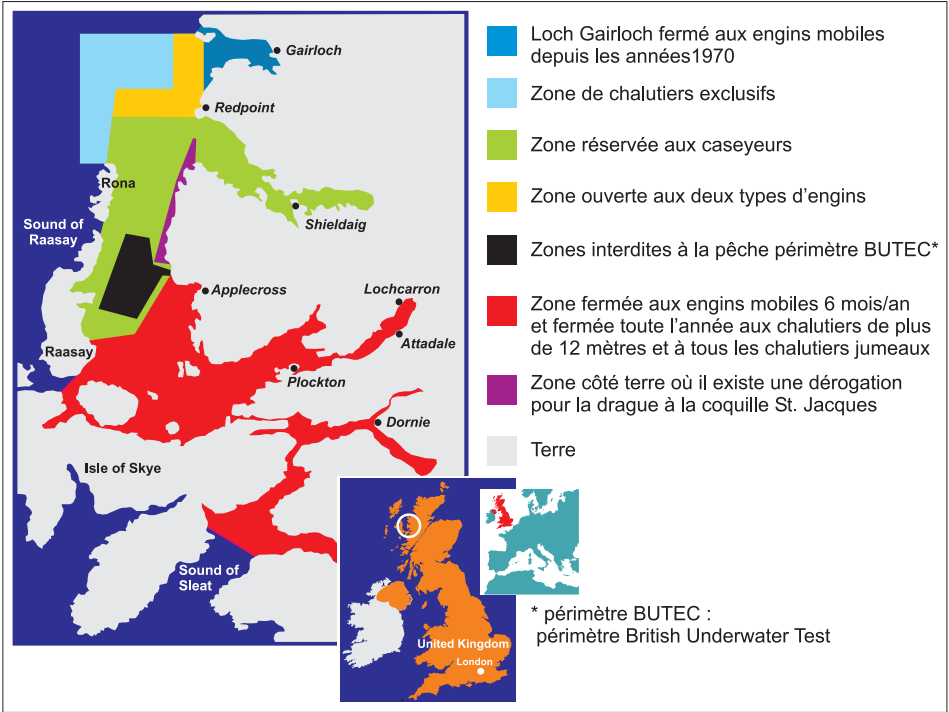 Gairloch
Redpoint
Rona
Shieldaig
Sound of
Raasay
Applecross
Lochcarron
Attadale
Raasay
Plockton
Dornie
Isle of Skye
Sound of
Sleat
United Kingdom
London
Loch Gairloch fermé aux engins mobiles
depuis les années1970
Zone de chalutiers exclusifs
Zone réservée aux caseyeurs
Zone ouverte aux deux types d’engins
Zones interdites à la pêche périmètre BUTEC*
Zone fermée aux engins mobiles 6 mois/an
et fermée toute l’année aux chalutiers de plus
de 12 mètres et à tous les chalutiers jumeaux
Zone côté terre où il existe une dérogation
pour la drague à la coquille St. Jacques
Terre
* périmètre BUTEC :
périmètre British Underwater Test